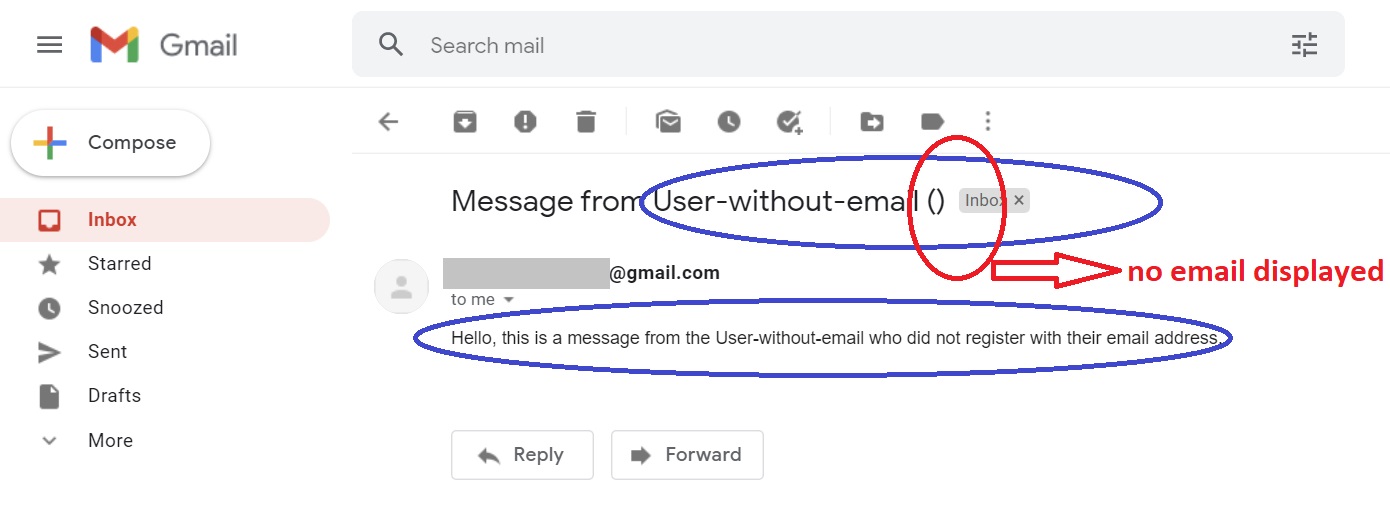 Gmail
Search mail
Compose
Message from User-without-email () Inbox ×
@gmail.com
Inbox
to me
no email displayed
Starred
Snoozed
Hello, this is a message from the User-without-email who did not register with their email address.
Sent
Drafts
More
Reply
Forward